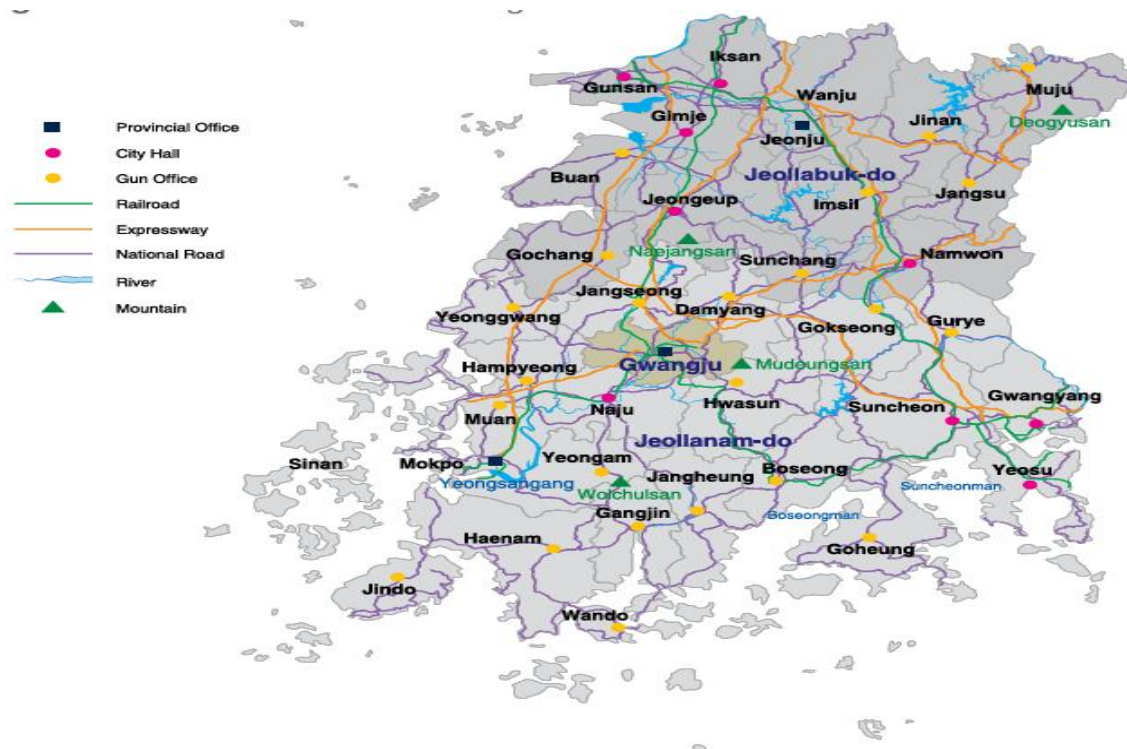 Provincial Office
City Hall
Gun Office
Railroad
Expressway
National Road
River
Mountain
Iksan
Gunsan
Wanju
Muju
Gimje
Jinan
Deogyusan
Jeonju
Buan
Jeollabuk-do
Jeongeup
Imsil
Jangsu
Gochang
Naejangsan
Sunchang
Namwon
Jangseong
Damyang
Yeonggwang
Gokseong
Gurye
Hampyeong
Gwangju
Mudeungsan
Muan
Naju
Hwasun
Suncheon
Gwangyang
Jeollanam-do
Sinan
Mokpo
Yeongam
Jangheung
Boseong
Yeosu
Yeongsangang
Wolchulsan
Suncheonman
Gangjin
Boseongman
Haenam
Goheung
Jindo
Wando